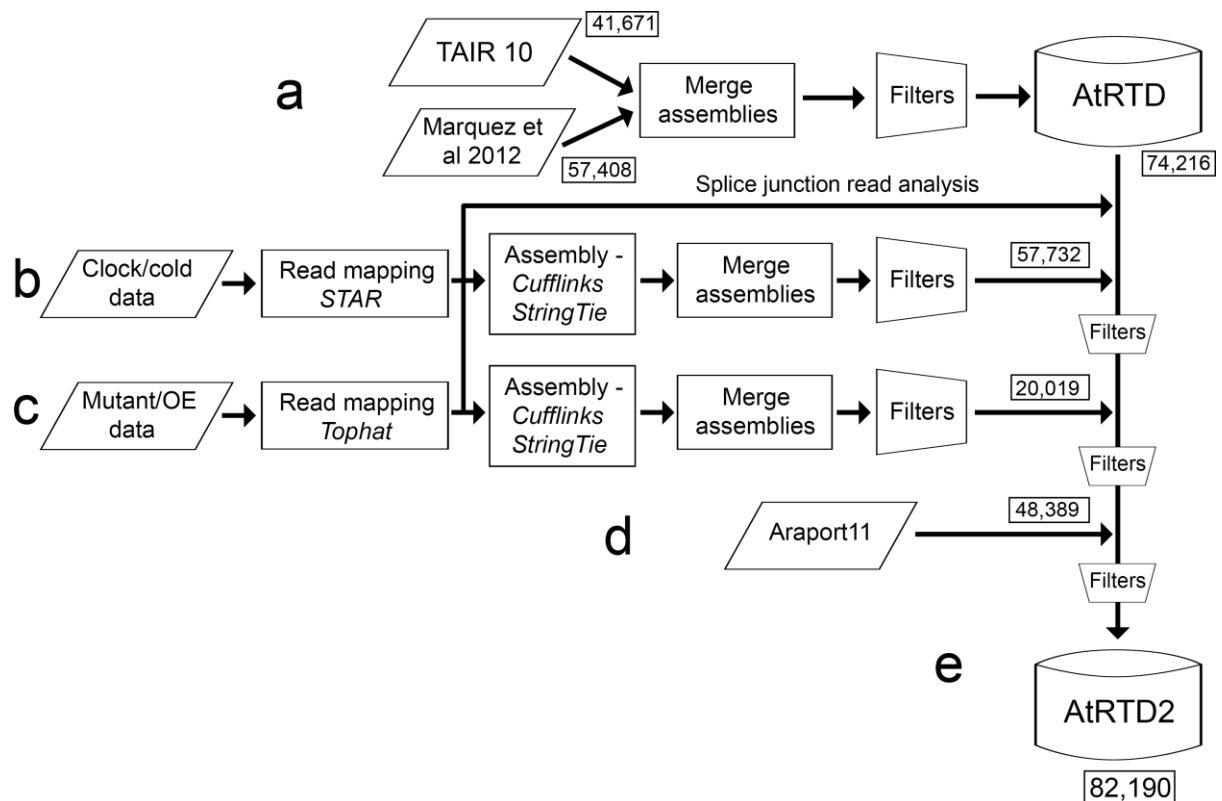 a
41,671
TAIR 10
Marquez et
al 2012
57,408
Merge
assemblies
Filters
AtRTD
74,216
Splice junction read analysis
b
Clock/cold
data
Read mapping
STAR
Assembly -
Cufflinks
StringTie
Merge
assemblies
Filters
57,732
Filters
c
Mutant/OE
data
Read mapping
Tophat
Assembly -
Cufflinks
StringTie
Merge
assemblies
Filters
20,019
Filters
d
Araport11
48,389
Filters
e
AtRTD2
82,190